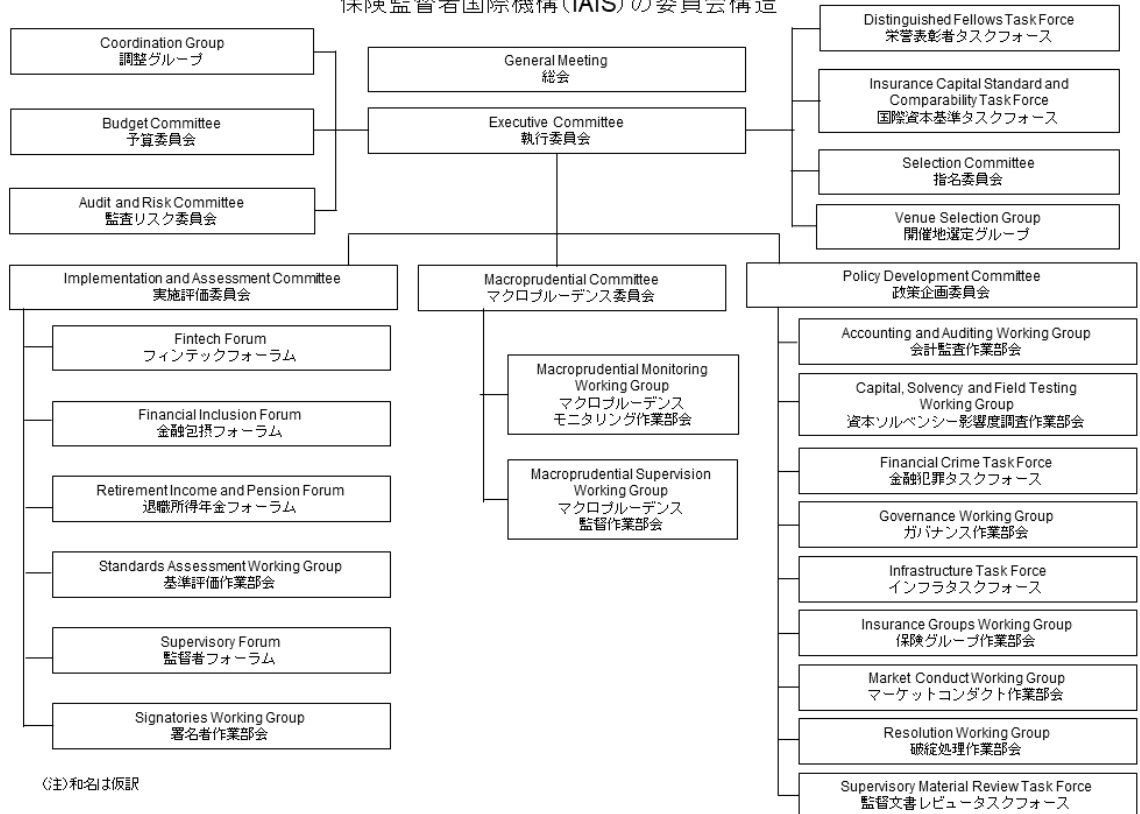 保険監督者国際機構(IAIS)の委員会構造
Coordination Group
調整グループ
Budget Committee
予算委員会
Audit and Risk Committee
監査リスク委員会
General Meeting
総会
Executive Committee
執行委員会
Distinguished Fellows Task Force
栄誉表彰者タスクフォース
Insurance Capital Standard and
Comparability Task Force
国際資本基準タスクフォース
Selection Committee
指名委員会
Venue Selection Group
開催地選定グループ
Implementation and Assessment Committee
実施評価委員会
Fintech Forum
フィンテックフォーラム
Financial Inclusion Forum
金融包摂フォーラム
Retirement Income and Pension Forum
退職所得年金フォーラム
Standards Assessment Working Group
基準評価作業部会
Supervisory Forum
監督者フォーラム
Signatories Working Group
署名者作業部会
Macroprudential Committee
マクロプルーデンス委員会
Macroprudential Monitoring
Working Group
マクロプルーデンス
モニタリング作業部会
Macroprudential Supervision
Working Group
マクロプルーデンス
監督作業部会
Policy Development Committee
政策企画委員会
Accounting and Auditing Working Group
会計監査作業部会
Capital, Solvency and Field Testing
Working Group
資本ソルベンシー影響度調査作業部会
Financial Crime Task Force
金融犯罪タスクフォース
Governance Working Group
ガバナンス作業部会
Infrastructure Task Force
インフラタスクフォース
Insurance Groups Working Group
保険グループ作業部会
Market Conduct Working Group
マーケットコンダクト作業部会
Resolution Working Group
破綻処理作業部会
Supervisory Material Review Task Force
監督文書レビュータスクフォース
(注)和名は仮訳